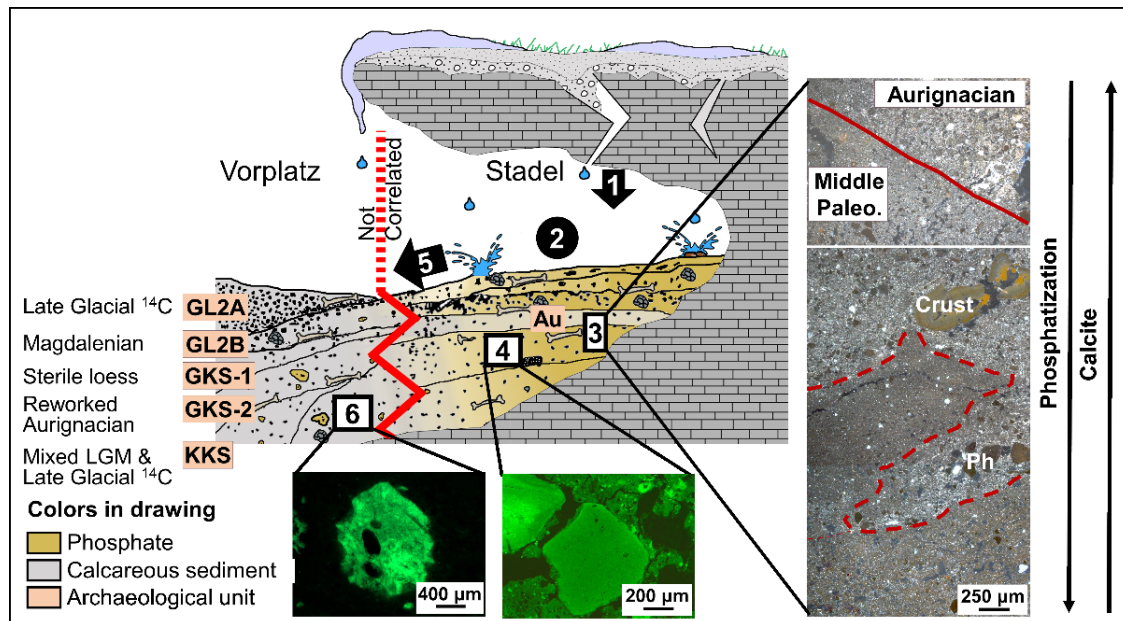 Vorplatz
Stadel
Not
Correlated
1
2
5
Au
3
4
6
Late Glacial ¹⁴C GL2A
Magdalenian GL2B
Sterile loess GKS-1
Reworked
Aurignacian GKS-2
Mixed LGM &
Late Glacial ¹⁴C KKS
Colors in drawing
Phosphate
Calcareous sediment
Archaeological unit
400 µm
200 µm
Aurignacian
Middle
Paleo.
Crust
Ph
250 µm
Phosphatization
Calcite